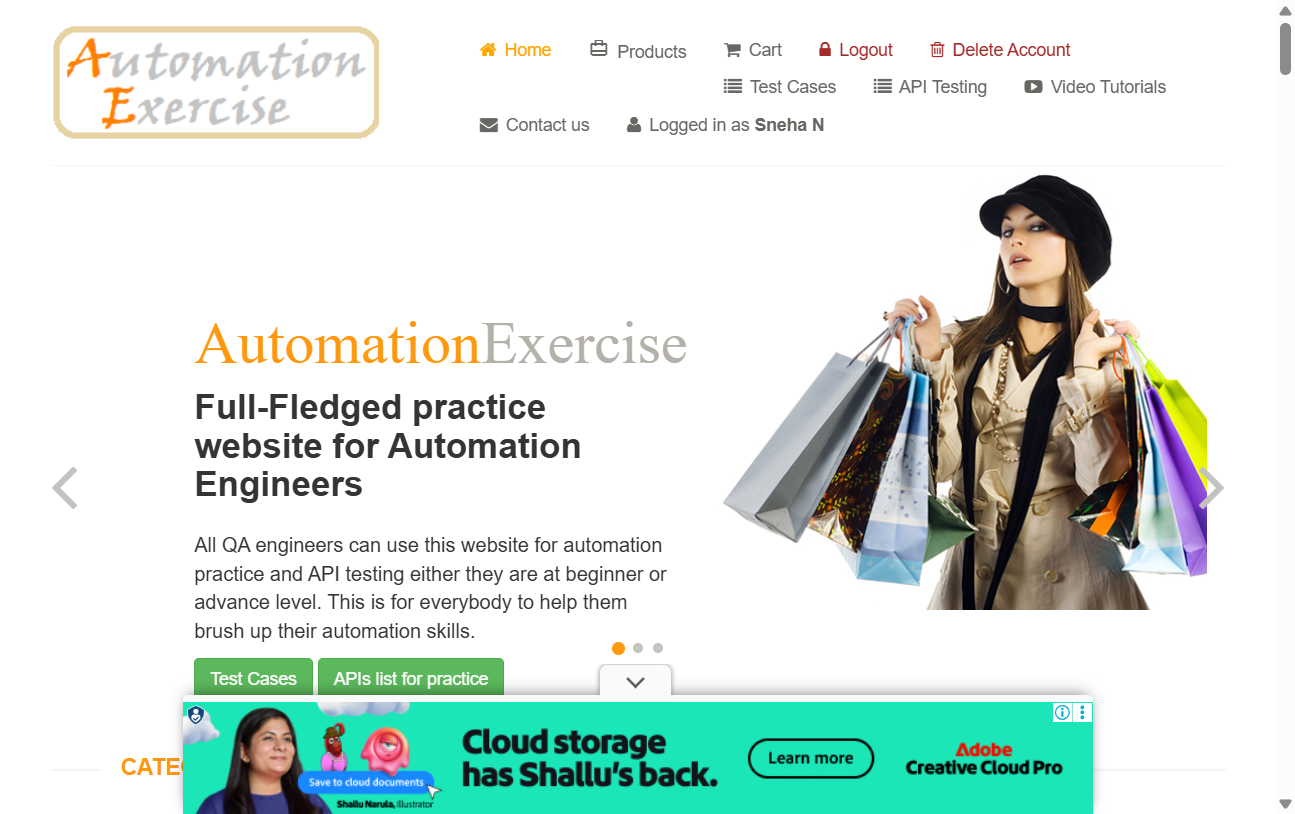 Automation
Exercise
Home Products Cart Logout Delete Account
Test Cases API Testing Video Tutorials
Contact us Logged in as Sneha N
AutomationExercise
Full-Fledged practice
website for Automation
Engineers
All QA engineers can use this website for automation
practice and API testing either they are at beginner or
advance level. This is for everybody to help them
brush up their automation skills.
Test Cases APIs list for practice
CATE
Cloud storage
has Shallu's back.
Learn more
Adobe
Creative Cloud Pro
Save to cloud documents
Shallu Narula, Illustrator